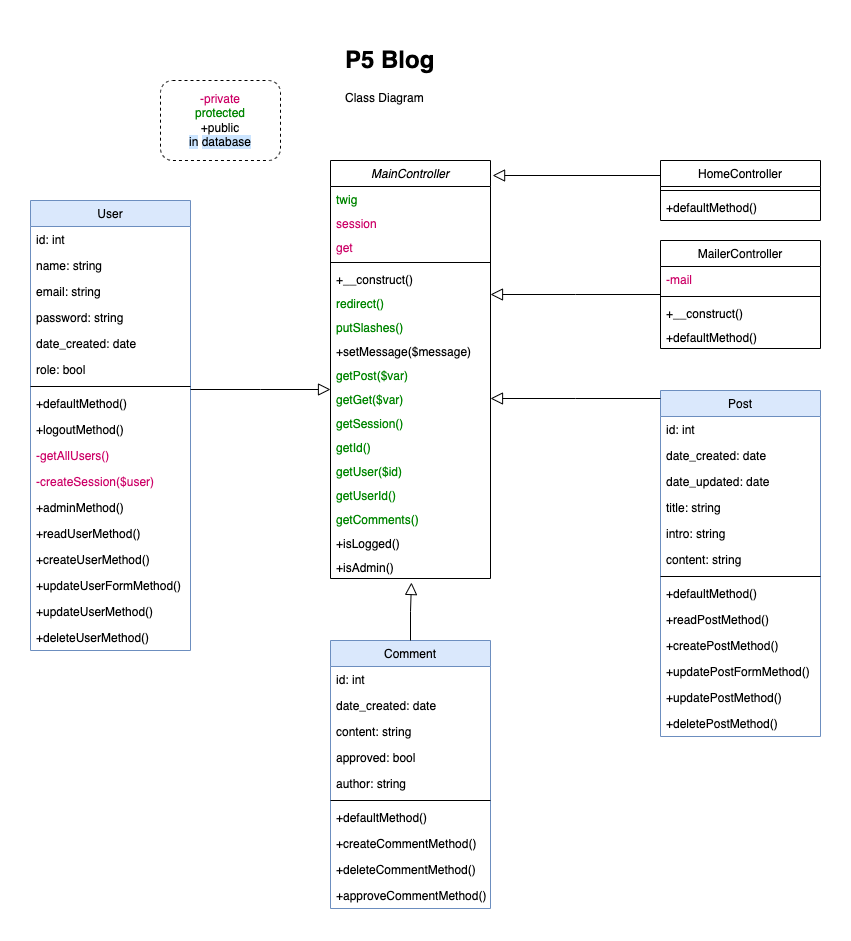 P5 Blog
Class Diagram
-private
protected
+public
in database
User
id: int
name: string
email: string
password: string
date_created: date
role: bool
+defaultMethod()
+logoutMethod()
-getAllUsers()
-createSession($user)
+adminMethod()
+readUserMethod()
+createUserMethod()
+updateUserFormMethod()
+updateUserMethod()
+deleteUserMethod()
MainController
twig
session
get
+__construct()
redirect()
putSlashes()
+setMessage($message)
getPost($var)
getGet($var)
getSession()
getId()
getUser($id)
getUserId()
getComments()
+isLogged()
+isAdmin()
Comment
id: int
date_created: date
content: string
approved: bool
author: string
+defaultMethod()
+createCommentMethod()
+deleteCommentMethod()
+approveCommentMethod()
HomeController
+defaultMethod()
MailerController
-mail
+__construct()
+defaultMethod()
Post
id: int
date_created: date
date_updated: date
title: string
intro: string
content: string
+defaultMethod()
+readPostMethod()
+createPostMethod()
+updatePostFormMethod()
+updatePostMethod()
+deletePostMethod()